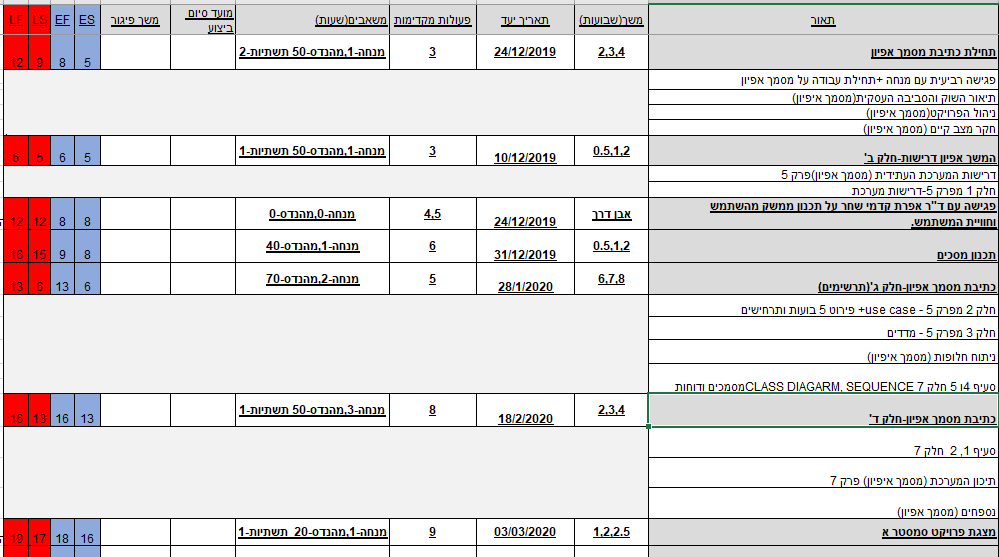 תאור משך(שבועות) תאריך יעד פעולות מקדימות משאבים(שעות) מועד סיום ביצוע משך פיגור ES EF LS LF
תחילת כתיבת מסמך אפיון 2,3,4 24/12/2019 3 מנחה-1,מהנדס-50 תשתיות-2 5 8 9 12
פגישה רביעית עם מנחה +תחילת עבודה על מסמך אפיון
תיאור השוק והסביבה העסקית(מסמך איפיון)
ניהול הפרויקט(מסמך איפיון)
חקר מצב קיים (מסמך איפיון)
המשך אפיון דרישות-חלק ב' 0.5,1,2 10/12/2019 3 מנחה-1,מהנדס-50 תשתיות-1 5 6 5 6
דרישות המערכת העתידית (מסמך אפיון)פרק 5
חלק 1 מפרק 5-דרישות מערכת
פגישה עם ד"ר אפרת קדמי שחר על תכנון ממשק מהשתמש
וחוויית המשתמש. אבן דרך 24/12/2019 4,5 מנחה-0,מהנדס-0 8 8 12 12
תכנון מסכים 0.5,1,2 31/12/2019 6 מנחה-1,מהנדס-40 8 9 15 16
כתיבת מסמך אפיון-חלק ג'(תרשימים) 6,7,8 28/1/2020 5 מנחה-2,מהנדס-70 6 13 6 13
חלק 2 מפרק 5 - use case+ פירוט 5 בועות ותרחישים
חלק 3 מפרק 5 - מדדים
ניתוח חלופות (מסמך איפיון)
סעיף 4ו 5 חלק 7 CLASS DIAGARM, SEQUENCEמסמכים ודוחות
כתיבת מסמך אפיון-חלק ד' 2,3,4 18/2/2020 8 מנחה-3,מהנדס-50 תשתיות-1 13 16 13 16
סעיף 1, 2 חלק 7
תיכון המערכת (מסמך איפיון) פרק 7
נספחים (מסמך איפיון)
מצגת פרויקט סמסטר א 1,2,2.5 03/03/2020 9 מנחה-1,מהנדס-20 תשתיות-1 16 18 17 19